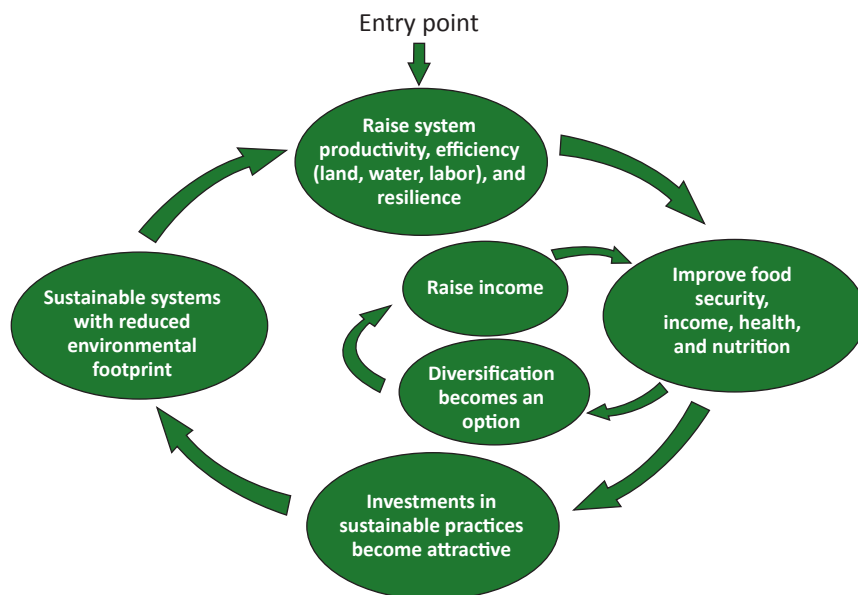 Entry point
Raise system
productivity, efficiency
(land, water, labor), and
resilience
Raise income
Improve food
security,
income, health,
and nutrition
Sustainable systems
with reduced
environmental
footprint
Diversification
becomes an
option
Investments in
sustainable practices
become attractive